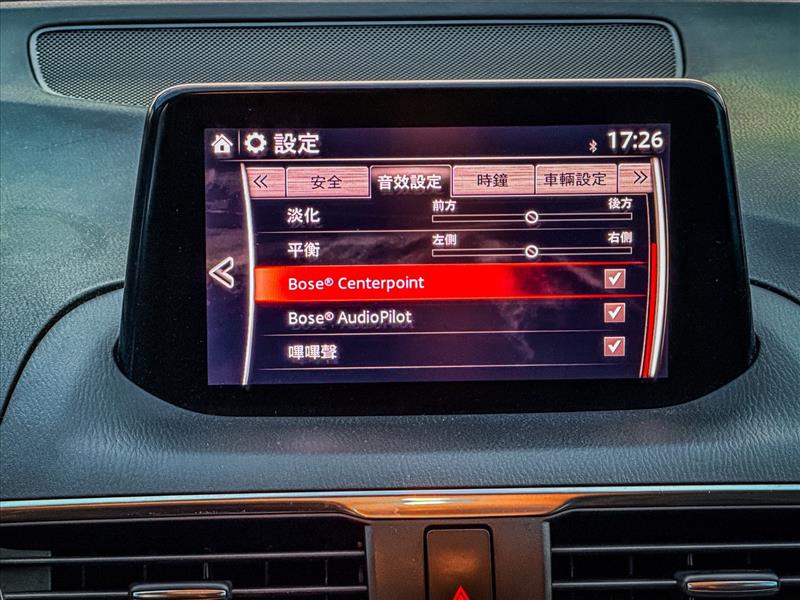 設定 17:26
安全 音效設定 時鐘 車輛設定
淡化 前方 後方
平衡 左側 右側
Bose® Centerpoint
Bose® AudioPilot
嗶嗶聲